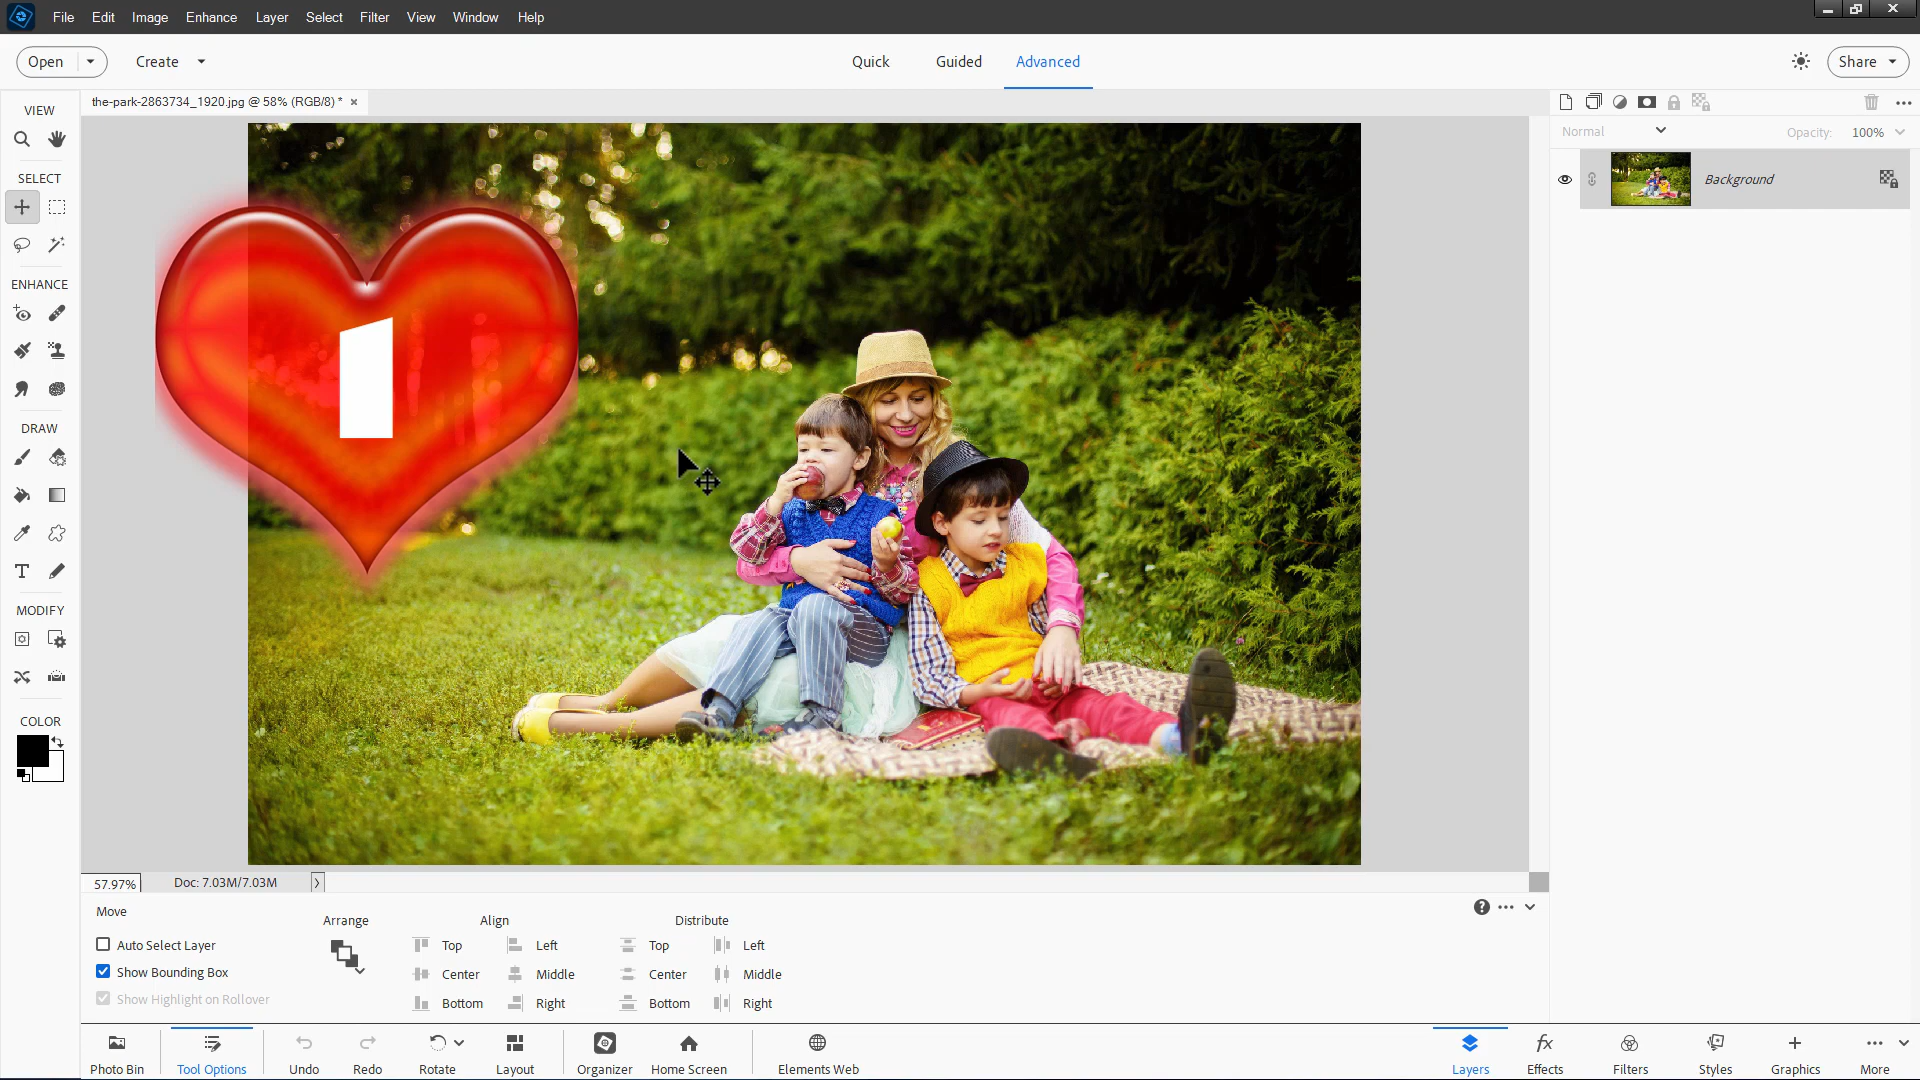 File Edit Image Enhance Layer Select Filter View Window Help
Open Create Quick Guided Advanced Share
the-park-2863734_1920.jpg @ 58% (RGB/8) *
VIEW
SELECT
ENHANCE
DRAW
MODIFY
COLOR
1
Normal Opacity: 100%
Background
57.97% Doc: 7.03M/7.03M
Move
Arrange Align Distribute
Auto Select Layer Top Left Top Left
Show Bounding Box Center Middle Center Middle
Show Highlight on Rollover Bottom Right Bottom Right
Photo Bin Tool Options Undo Redo Rotate Layout Organizer Home Screen Elements Web Layers Effects Filters Styles Graphics More